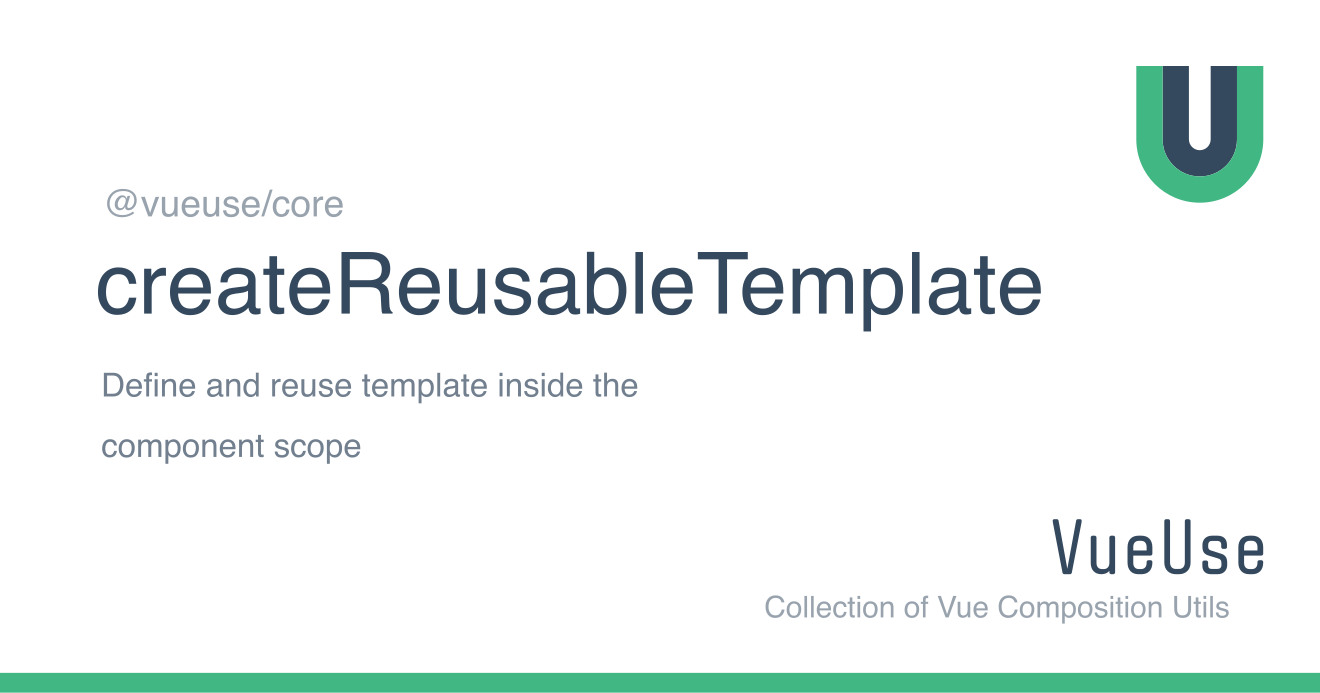 @vueuse/core
createReusableTemplate
Define and reuse template inside the
component scope
VueUse
Collection of Vue Composition Utils